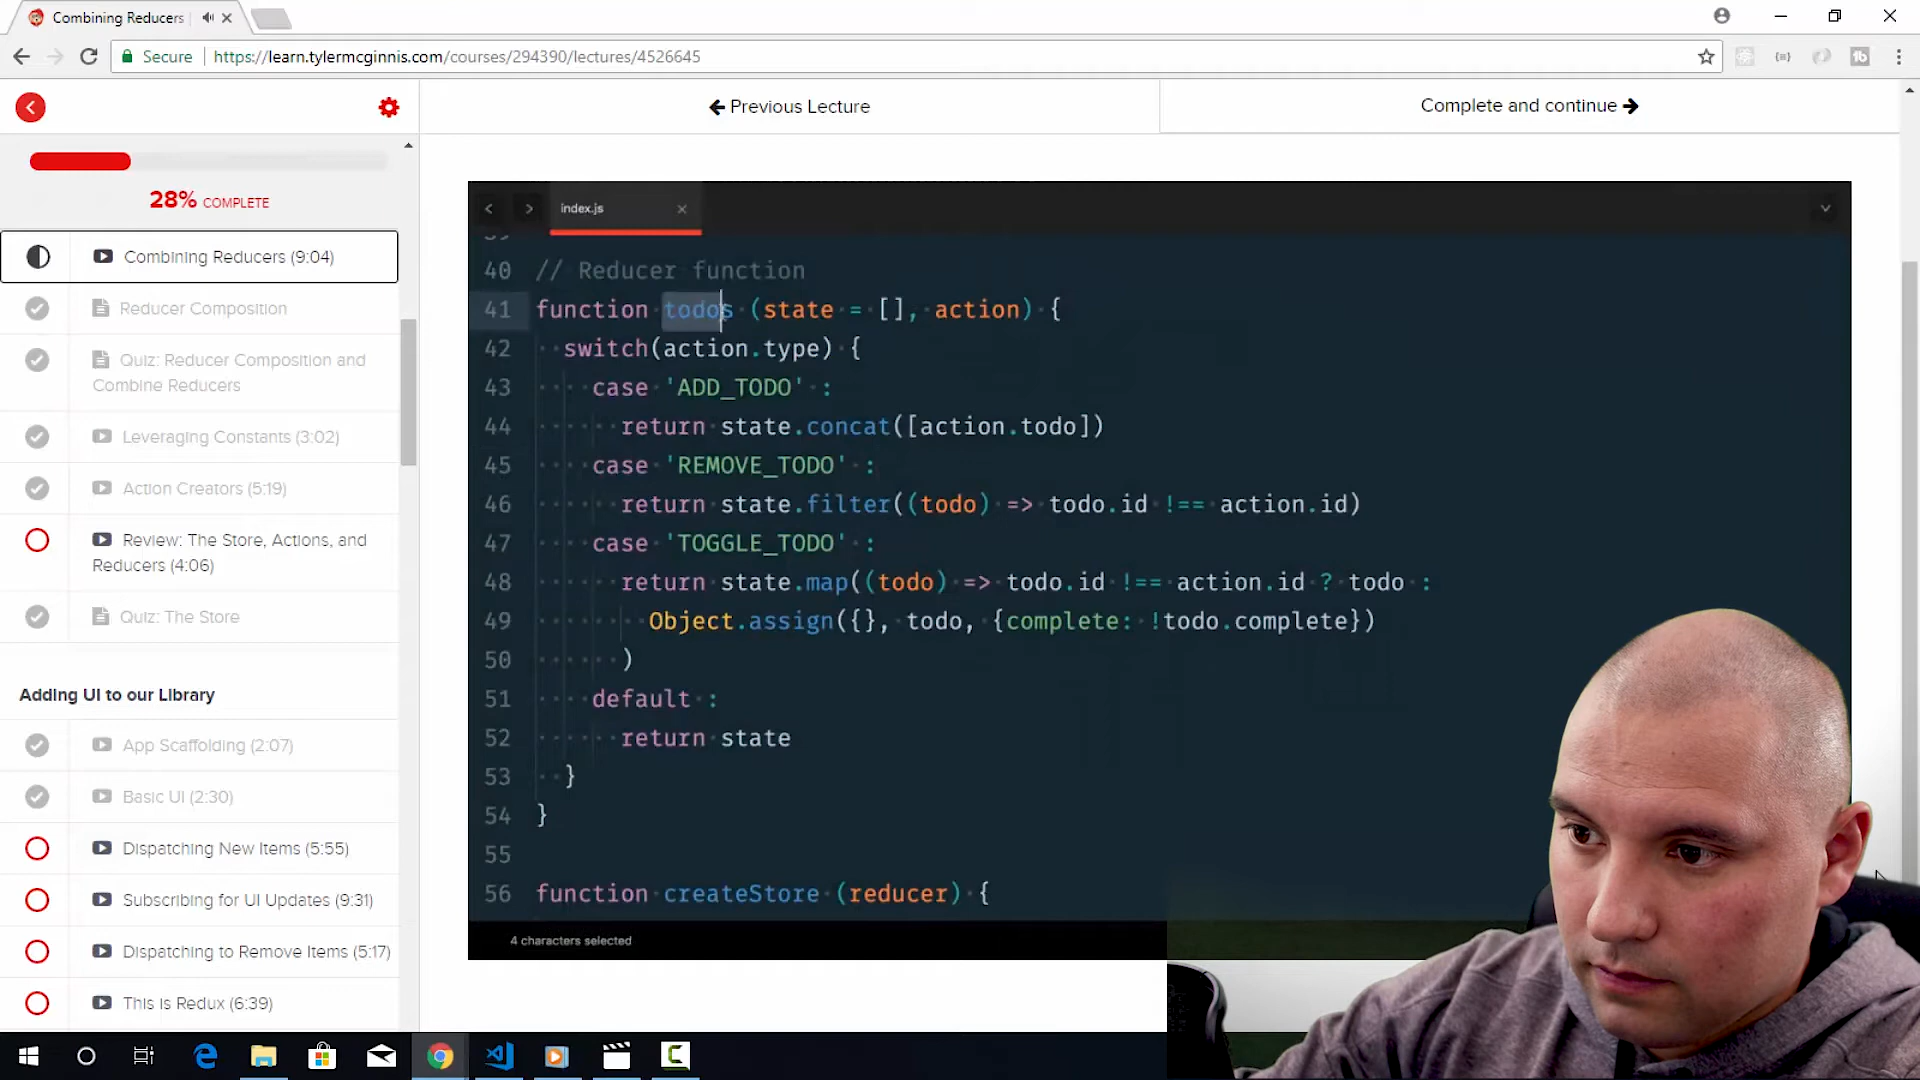 Combining Reducers
Secure
https://learn.tylermcginnis.com/courses/294390/lectures/4526645
Previous Lecture
Complete and continue
28% COMPLETE
Combining Reducers (9:04)
Reducer Composition
Quiz: Reducer Composition and
Combine Reducers
Leveraging Constants (3:02)
Action Creators (5:19)
Review: The Store, Actions, and
Reducers (4:06)
Quiz: The Store
Adding UI to our Library
App Scaffolding (2:07)
Basic UI (2:30)
Dispatching New Items (5:55)
Subscribing for UI Updates (9:31)
Dispatching to Remove Items (5:17)
This is Redux (6:39)
index.js
40 // Reducer function
41 function todos (state = [], action) {
42 switch(action.type) {
43 case 'ADD_TODO' :
44 return state.concat([action.todo])
45 case 'REMOVE_TODO' :
46 return state.filter((todo) => todo.id !== action.id)
47 case 'TOGGLE_TODO' :
48 return state.map((todo) => todo.id !== action.id ? todo :
49 Object.assign({}, todo, {complete: !todo.complete})
50 )
51 default :
52 return state
53 }
54 }
55
56 function createStore (reducer) {
4 characters selected